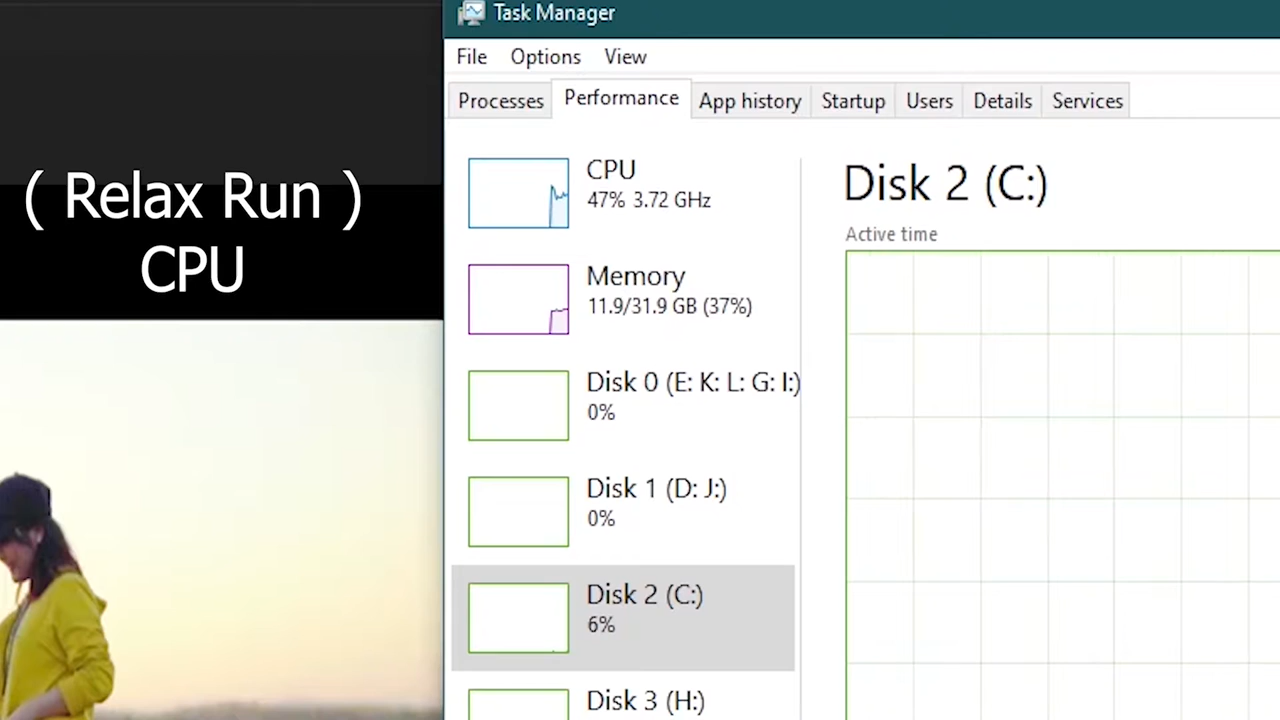 Task Manager
File Options View
Processes Performance App history Startup Users Details Services
( Relax Run )
CPU
CPU
47% 3.72 GHz
Memory
11.9/31.9 GB (37%)
Disk 0 (E: K: L: G: I:)
0%
Disk 1 (D: J:)
0%
Disk 2 (C:)
6%
Disk 3 (H:)
Disk 2 (C:)
Active time